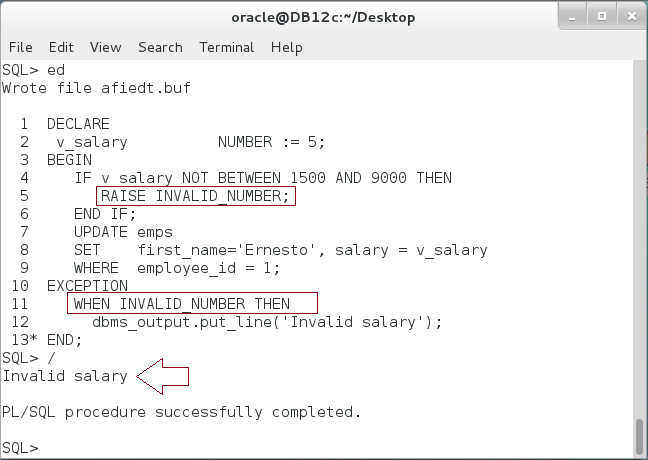 oracle@DB12c:~/Desktop
File Edit View Search Terminal Help
SQL> ed
Wrote file afiedt.buf
1 DECLARE
2 v_salary NUMBER := 5;
3 BEGIN
4 IF v_salary NOT BETWEEN 1500 AND 9000 THEN
5 RAISE INVALID_NUMBER;
6 END IF;
7 UPDATE emps
8 SET first_name='Ernesto', salary = v_salary
9 WHERE employee_id = 1;
10 EXCEPTION
11 WHEN INVALID_NUMBER THEN
12 dbms_output.put_line('Invalid salary');
13* END;
SQL> /
Invalid salary
PL/SQL procedure successfully completed.
SQL>